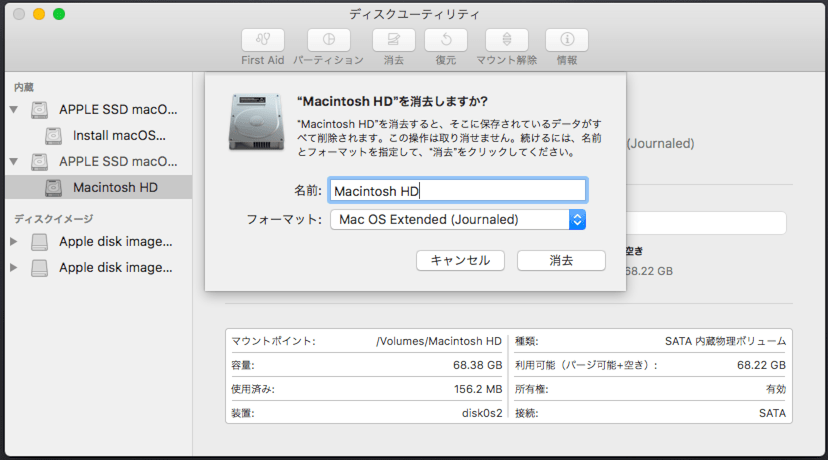 ディスクユーティリティ
First Aid
パーティション
消去
復元
マウント解除
情報
内蔵
APPLE SSD macO...
Install macOS...
APPLE SSD macO...
Macintosh HD
ディスクイメージ
Apple disk image...
Apple disk image...
“Macintosh HD”を消去しますか?
“Macintosh HD”を消去すると、そこに保存されているデータがす
べて削除されます。この操作は取り消せません。続けるには、名前
とフォーマットを指定して、“消去”をクリックしてください。
名前:
Macintosh HD
フォーマット:
Mac OS Extended (Journaled)
キャンセル
消去
(Journaled)
空き
68.22 GB
マウントポイント:
/Volumes/Macintosh HD
種類:
SATA 内蔵物理ボリューム
容量:
68.38 GB
利用可能（パージ可能+空き）:
68.22 GB
使用済み:
156.2 MB
所有権:
有効
装置:
disk0s2
接続:
SATA